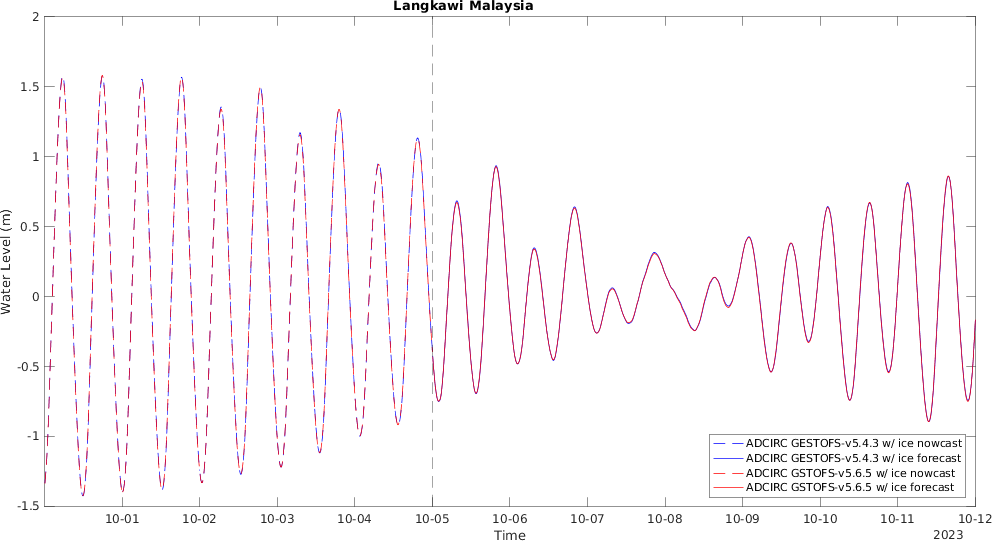 Langkawi Malaysia
2
1.5
1
0.5
0
-0.5
-1
-1.5
Water Level (m)
10-01 10-02 10-03 10-04 10-05 10-06 10-07 10-08 10-09 10-10 10-11 10-12
Time
2023
ADCIRC GESTOFS-v5.4.3 w/ ice nowcast
ADCIRC GESTOFS-v5.4.3 w/ ice forecast
ADCIRC GSTOFS-v5.6.5 w/ ice nowcast
ADCIRC GSTOFS-v5.6.5 w/ ice forecast